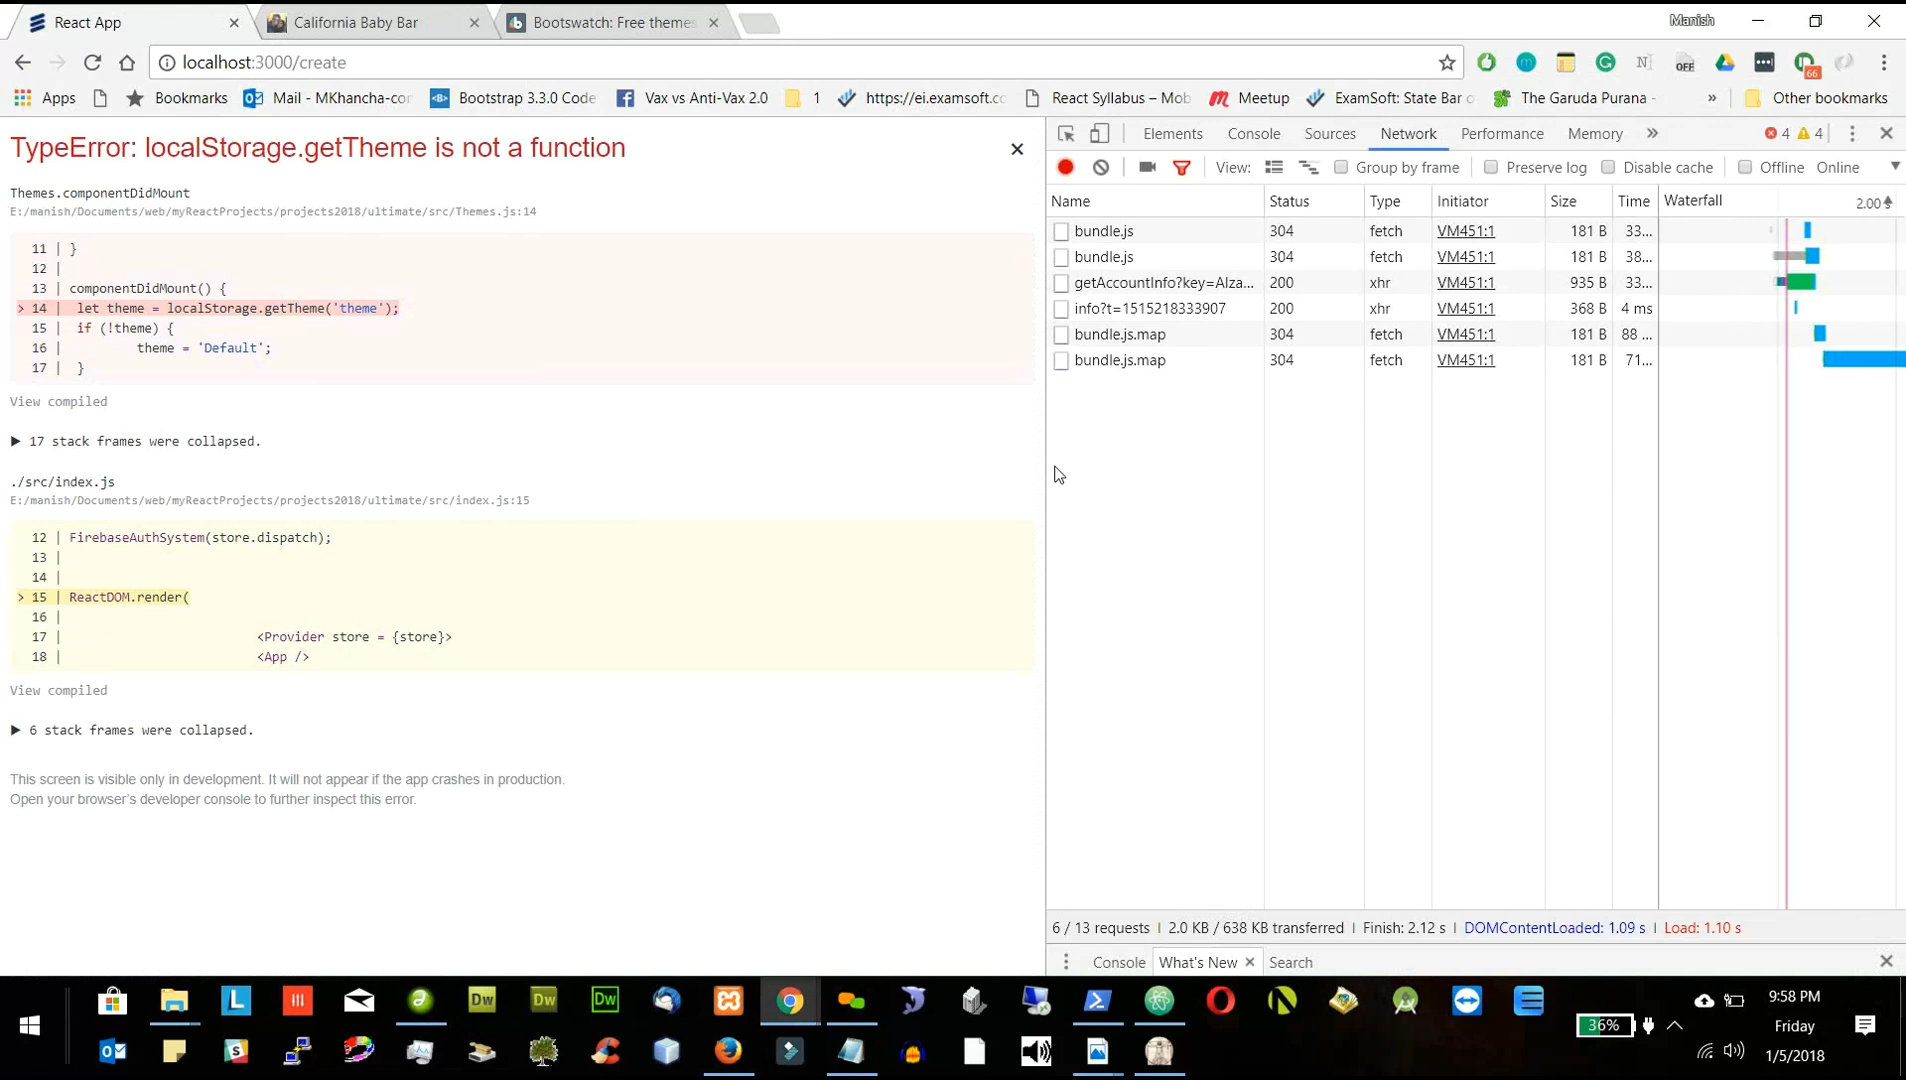 React App
California Baby Bar
Bootswatch: Free themes
Manish
localhost:3000/create
OFF
66
Apps
Bookmarks
Mail - MKhancha-cor
Bootstrap 3.3.0 Code
Vax vs Anti-Vax 2.0
1
https://ei.examsoft.cc
React Syllabus – Mob
Meetup
ExamSoft: State Bar o
The Garuda Purana -
»
Other bookmarks
TypeError: localStorage.getTheme is not a function
Themes.componentDidMount
E:/manish/Documents/web/myReactProjects/projects2018/ultimate/src/Themes.js:14
11 | }
12 |
13 | componentDidMount() {
> 14 | let theme = localStorage.getTheme('theme');
15 | if (!theme) {
16 | theme = 'Default';
17 | }
View compiled
17 stack frames were collapsed.
./src/index.js
E:/manish/Documents/web/myReactProjects/projects2018/ultimate/src/index.js:15
12 | FirebaseAuthSystem(store.dispatch);
13 |
14 |
> 15 | ReactDOM.render(
16 |
17 | <Provider store = {store}>
18 | <App />
View compiled
6 stack frames were collapsed.
This screen is visible only in development. It will not appear if the app crashes in production.
Open your browser's developer console to further inspect this error.
Elements Console Sources Network Performance Memory » 4 4
View: Group by frame Preserve log Disable cache Offline Online
Name Status Type Initiator Size Time Waterfall 2.00 s
bundle.js 304 fetch VM451:1 181 B 33...
bundle.js 304 fetch VM451:1 181 B 38...
getAccountInfo?key=AIza... 200 xhr VM451:1 935 B 33...
info?t=1515218333907 200 xhr VM451:1 368 B 4 ms
bundle.js.map 304 fetch VM451:1 181 B 88 ...
bundle.js.map 304 fetch VM451:1 181 B 71...
6 / 13 requests | 2.0 KB / 638 KB transferred | Finish: 2.12 s | DOMContentLoaded: 1.09 s | Load: 1.10 s
Console What's New Search
L
Dw
Dw
Dw
36%
9:58 PM
Friday
1/5/2018